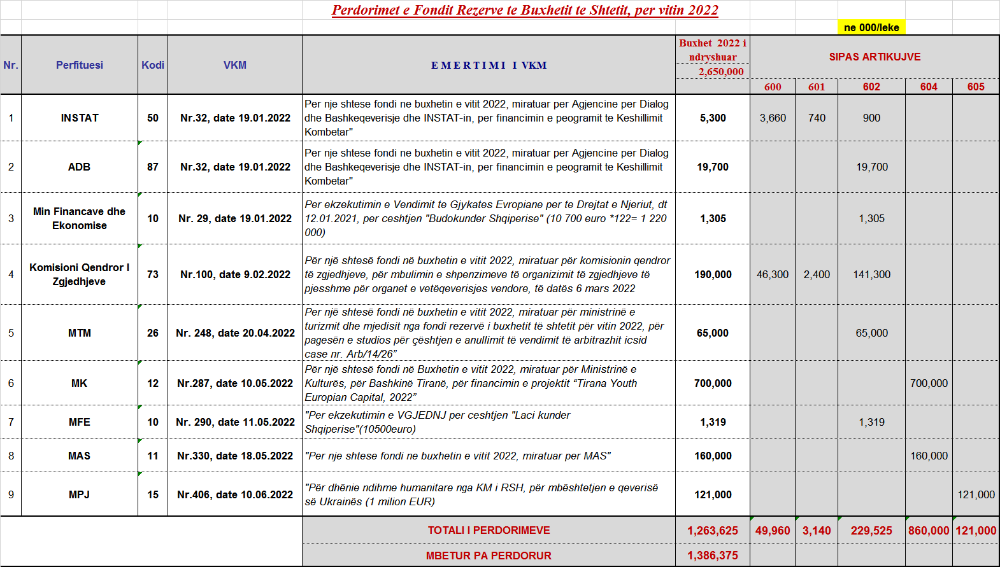 Perdorimet e Fondit Rezerve te Buxhetit te Shtetit, per vitin 2022
ne 000/leke
Nr. Perfituesi Kodi VKM E M E R T I M I I VKM Buxhet 2022 i ndryshuar SIPAS ARTIKUJVE
2,650,000
600 601 602 604 605
1 INSTAT 50 Nr.32, date 19.01.2022 Per nje shtese fondi ne buxhetin e vitit 2022, miratuar per Agjencine per Dialog
dhe Bashkeqeverisje dhe INSTAT-in, per financimin e peogramit te Keshillimit
Kombetar" 5,300 3,660 740 900
2 ADB 87 Nr.32, date 19.01.2022 Per nje shtese fondi ne buxhetin e vitit 2022, miratuar per Agjencine per Dialog
dhe Bashkeqeverisje dhe INSTAT-in, per financimin e peogramit te Keshillimit
Kombetar" 19,700 19,700
3 Min Financave dhe Ekonomise 10 Nr. 29, date 19.01.2022 Per ekzekutimin e Vendimit te Gjykates Evropiane per te Drejtat e Njeriut, dt
12.01.2021, per ceshtjen "Budokunder Shqiperise" (10 700 euro *122= 1 220
000) 1,305 1,305
4 Komisioni Qendror I Zgjedhjeve 73 Nr.100, date 9.02.2022 Për një shtesë fondi në buxhetin e vitit 2022, miratuar për komisionin qendror
të zgjedhjeve, për mbulimin e shpenzimeve të organizimit të zgjedhjeve të
pjesshme për organet e vetëqeverisjes vendore, të datës 6 mars 2022 190,000 46,300 2,400 141,300
5 MTM 26 Nr. 248, date 20.04.2022 Për një shtesë fondi në buxhetin e vitit 2022, miratuar për ministrinë e
turizmit dhe mjedisit nga fondi rezervë i buxhetit të shtetit për vitin 2022, për
pagesën e studios për çështjen e anullimit të vendimit të arbitrazhit icsid
case nr. Arb/14/26” 65,000 65,000
6 MK 12 Nr.287, date 10.05.2022 Për një shtesë fondi në Buxhetin e vitit 2022, miratuar për Ministrinë e
Kulturës, për Bashkinë Tiranë, për financimin e projektit “Tirana Youth
Europian Capital, 2022” 700,000 700,000
7 MFE 10 Nr. 290, date 11.05.2022 "Per ekzekutimin e VGJEDNJ per ceshtjen "Laci kunder
Shqiperise"(10500euro) 1,319 1,319
8 MAS 11 Nr.330, date 18.05.2022 "Per nje shtese fondi ne buxhetin e vitit 2022, miratuar per MAS" 160,000 160,000
9 MPJ 15 Nr.406, date 10.06.2022 "Për dhënie ndihme humanitare nga KM i RSH, për mbështetjen e qeverisë
së Ukrainës (1 milion EUR) 121,000 121,000
TOTALI I PERDORIMEVE 1,263,625 49,960 3,140 229,525 860,000 121,000
MBETUR PA PERDORUR 1,386,375